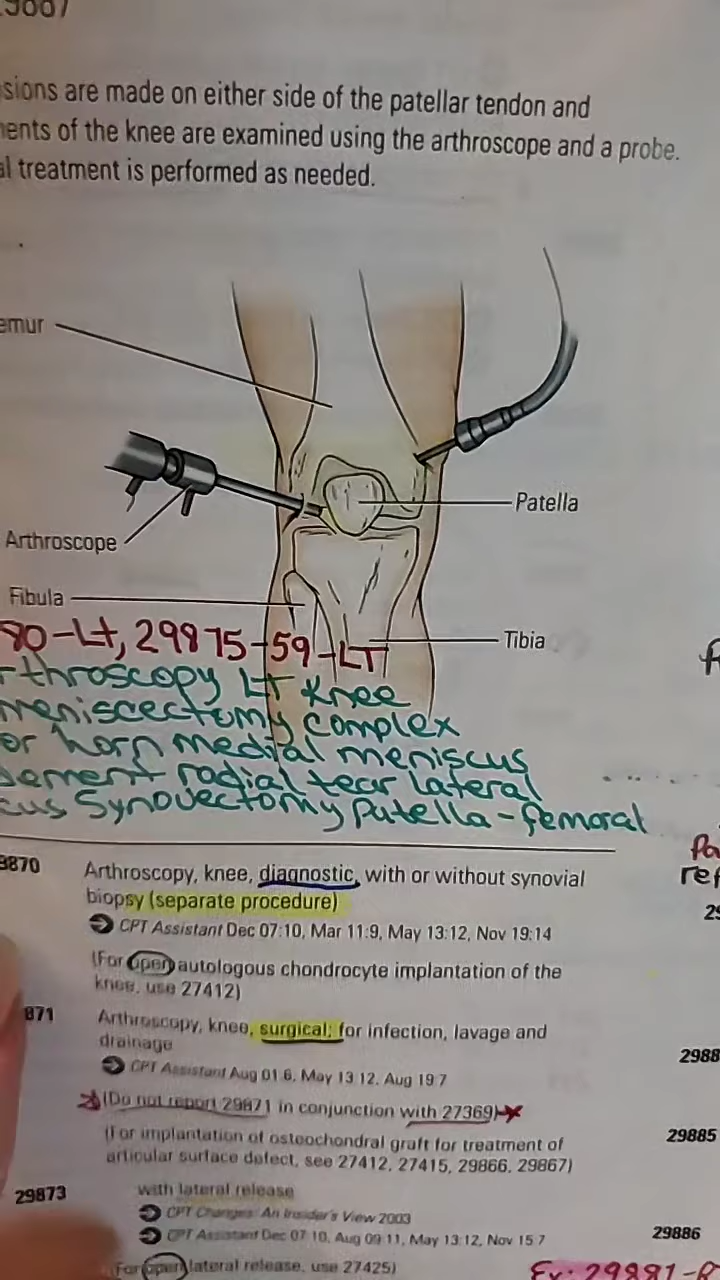 sions are made on either side of the patellar tendon and
ents of the knee are examined using the arthroscope and a probe.
al treatment is performed as needed.
emur
Patella
Arthroscope
Fibula
Tibia
80-Lt, 29875-59-LT
rthroscopy LT Knee
meniscectomy complex
or horn medial meniscus
dement radial tear lateral
cus Synovectomy patella-femoral
9870 Arthroscopy, knee, diagnostic, with or without synovial
biopsy (separate procedure)
CPT Assistant Dec 07:10, Mar 11:9, May 13:12, Nov 19:14
(For open autologous chondrocyte implantation of the
knee, use 27412)
871 Arthroscopy, knee, surgical; for infection, lavage and
drainage
CPT Assistant Aug 01:6, May 13:12, Aug 19:7
(Do not report 29871 in conjunction with 27369)
(For implantation of osteochondral graft for treatment of
articular surface defect, see 27412, 27415, 29866, 29867)
29873 with lateral release
CPT Changes: An Insider's View 2003
CPT Assistant Dec 07:10, Aug 09:11, May 13:12, Nov 15:7
(For open lateral release, use 27425)
ref
2988
29885
29886
Ex: 29881-